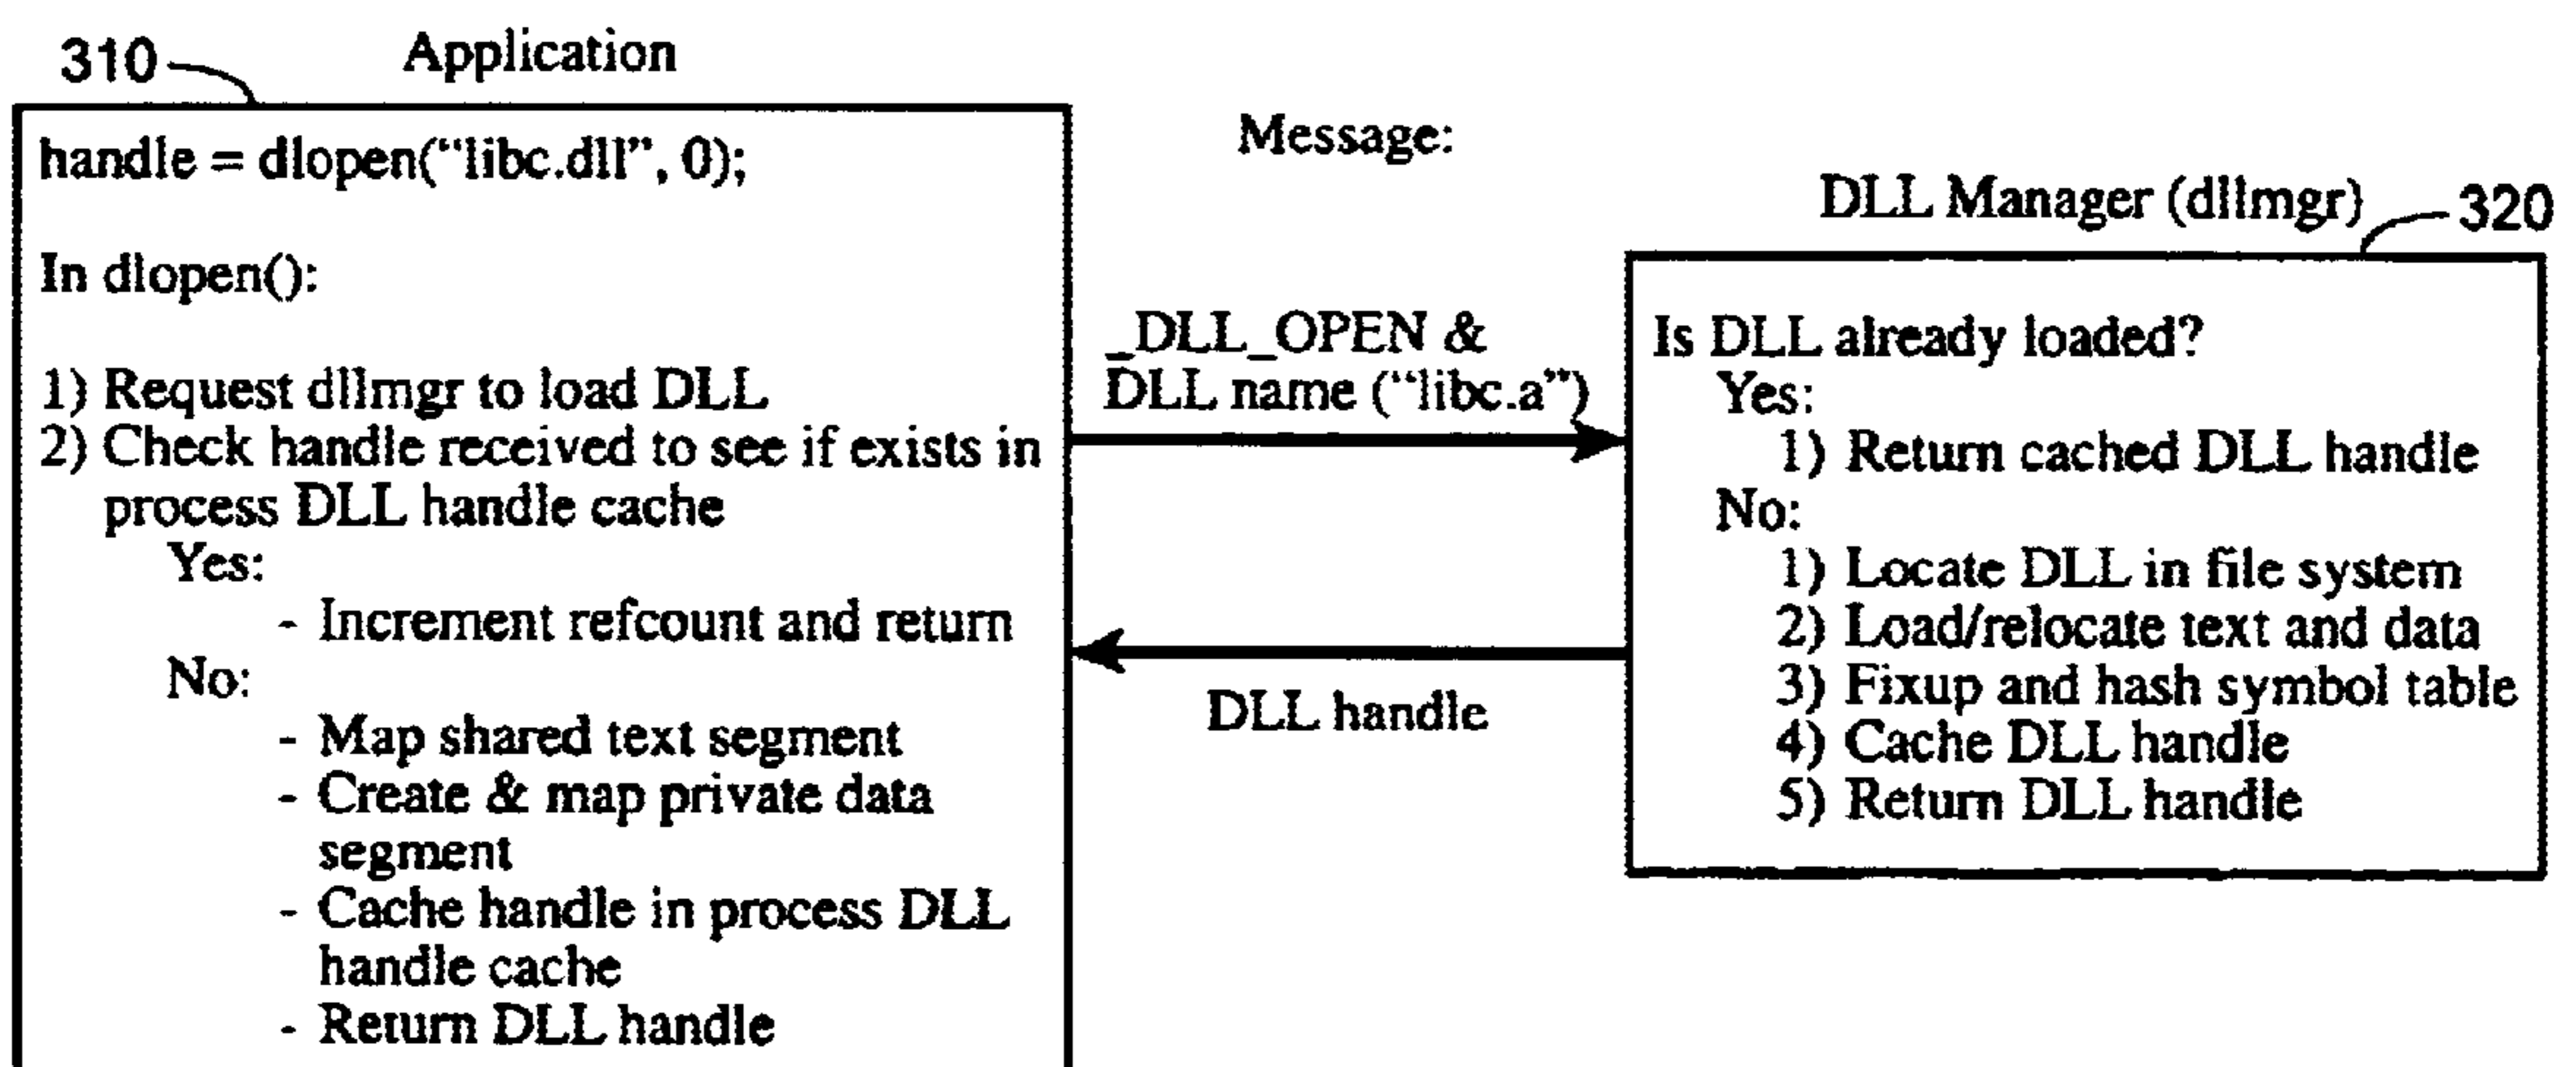 310
Application
handle = dlopen("libc.dll", 0);
In dlopen():
1) Request dllmgr to load DLL
2) Check handle received to see if exists in
process DLL handle cache
Yes:
- Increment refcount and return
No:
- Map shared text segment
- Create & map private data
segment
- Cache handle in process DLL
handle cache
- Return DLL handle
Message:
_DLL_OPEN &
DLL name ("libc.a")
DLL handle
DLL Manager (dllmgr)
320
Is DLL already loaded?
Yes:
1) Return cached DLL handle
No:
1) Locate DLL in file system
2) Load/relocate text and data
3) Fixup and hash symbol table
4) Cache DLL handle
5) Return DLL handle